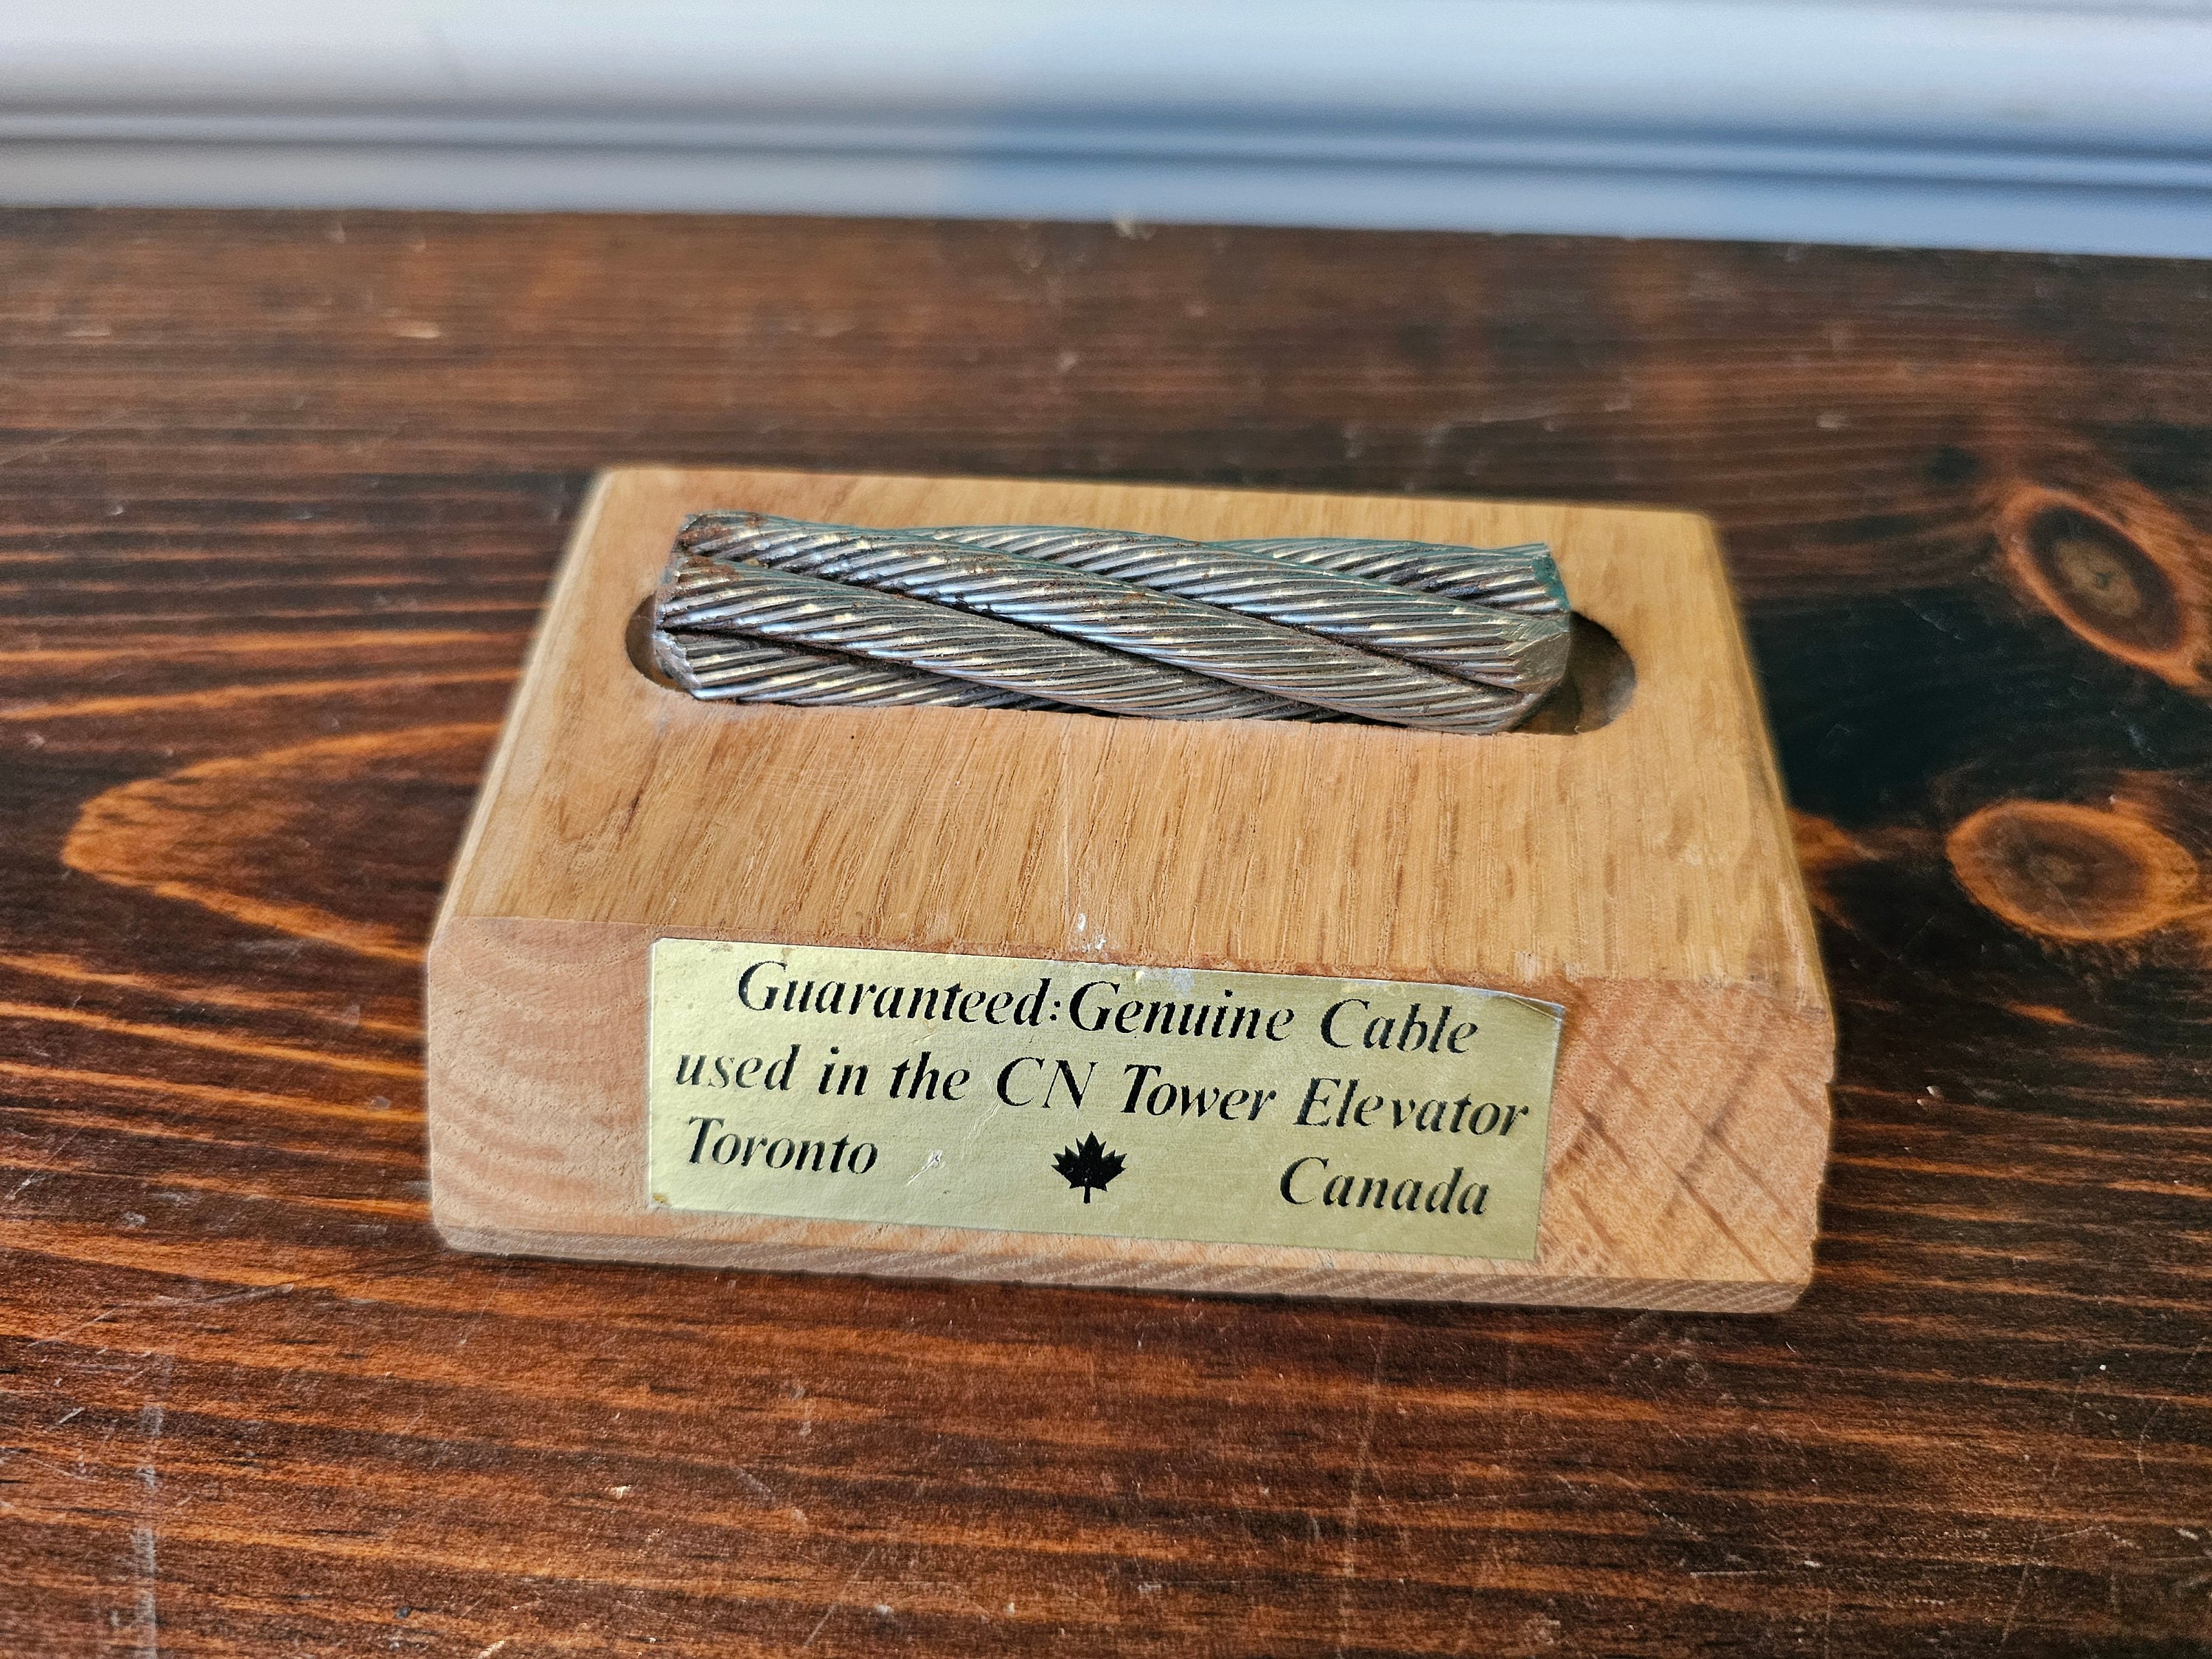 Guaranteed:Genuine Cable
used in the CN Tower Elevator
Toronto Canada